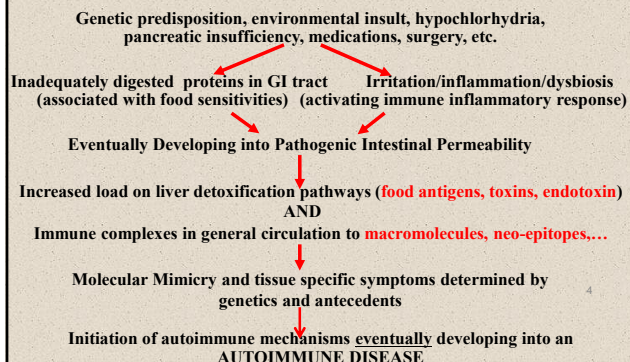 Genetic predisposition, environmental insult, hypochlorhydria,
pancreatic insufficiency, medications, surgery, etc.
Inadequately digested proteins in GI tract Irritation/inflammation/dysbiosis
(associated with food sensitivities) (activating immune inflammatory response)
Eventually Developing into Pathogenic Intestinal Permeability
Increased load on liver detoxification pathways (food antigens, toxins, endotoxin)
AND
Immune complexes in general circulation to macromolecules, neo-epitopes,…
Molecular Mimicry and tissue specific symptoms determined by
genetics and antecedents
4
Initiation of autoimmune mechanisms eventually developing into an
AUTOIMMUNE DISEASE